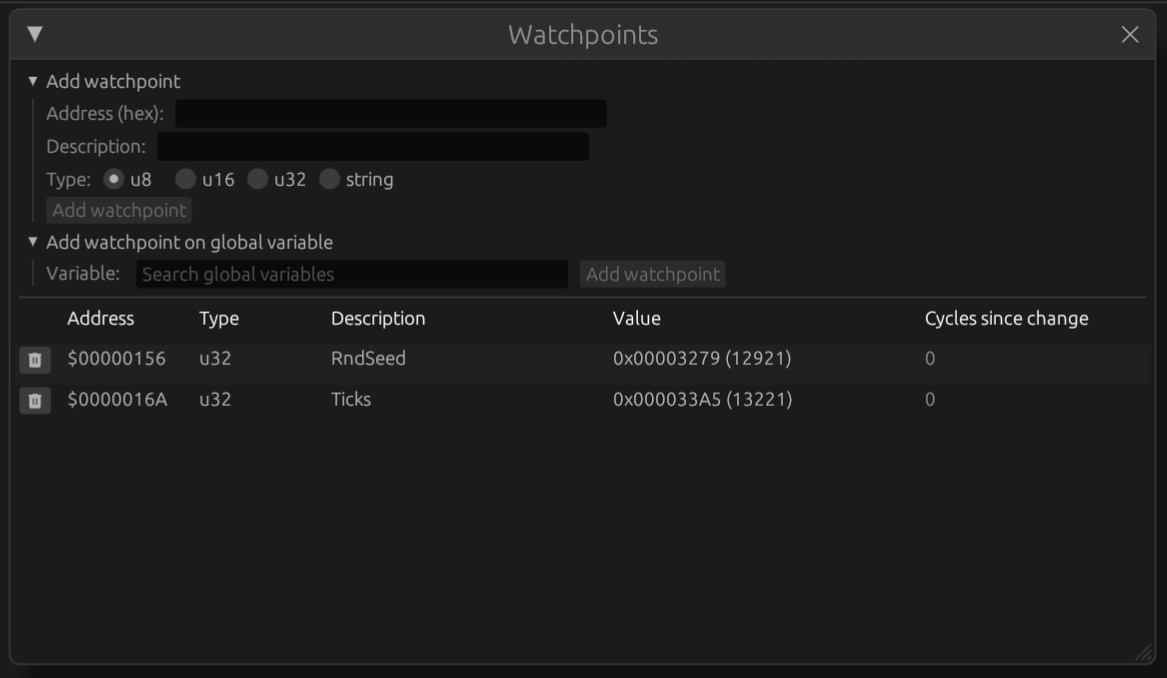 Watchpoints
Add watchpoint
Address (hex):
Description:
Type: u8 u16 u32 string
Add watchpoint
Add watchpoint on global variable
Variable: Search global variables Add watchpoint
Address Type Description Value Cycles since change
$00000156 u32 RndSeed 0x00003279 (12921) 0
$0000016A u32 Ticks 0x000033A5 (13221) 0